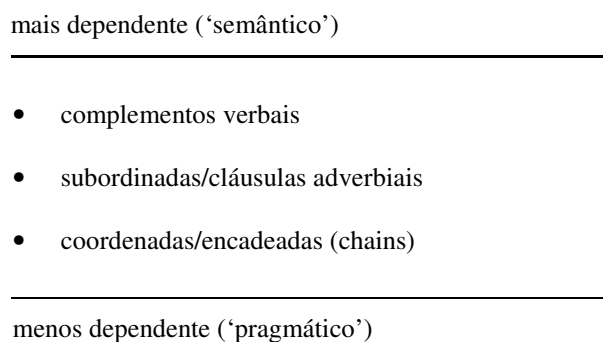 mais dependente (‘semântico’)
• complementos verbais
• subordinadas/cláusulas adverbiais
• coordenadas/encadeadas (chains)
menos dependente (‘pragmático’)